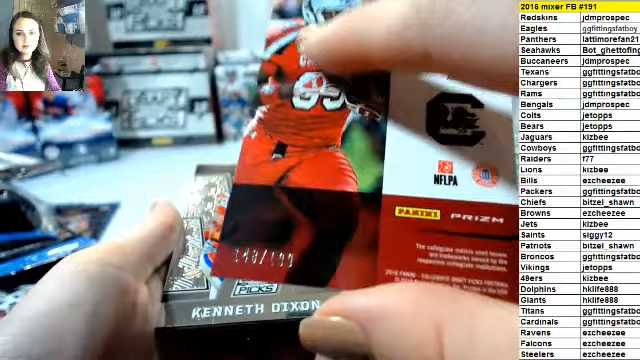 2016 mixer FB #191
Redskins jdmprospec
Eagles ggfittingsfatboy
Panthers lattimorefan21
Seahawks Bot_ghettofing
Buccaneers jdmprospec
Texans ggfittingsfatbo
Chargers ggfittingsfatbo
Rams ggfittingsfatbo
Bengals jdmprospec
Colts jetopps
Bears jetopps
Jaguars kizbee
Cowboys ggfittingsfatbo
Raiders f77
Lions kizbee
Bills ezcheezee
Packers ggfittingsfatbo
Chiefs bitzel_shawn
Browns ezcheezee
Jets kizbee
Saints siggy12
Patriots bitzel_shawn
Broncos ggfittingsfatbo
Vikings jetopps
49ers kizbee
Dolphins hklife888
Giants hklife888
Titans ggfittingsfatbo
Cardinals ggfittingsfatbo
Ravens ezcheezee
Falcons ezcheezee
Steelers ezcheezee
NFLPA
PANINI PRIZM
PICKS
KENNETH DIXON